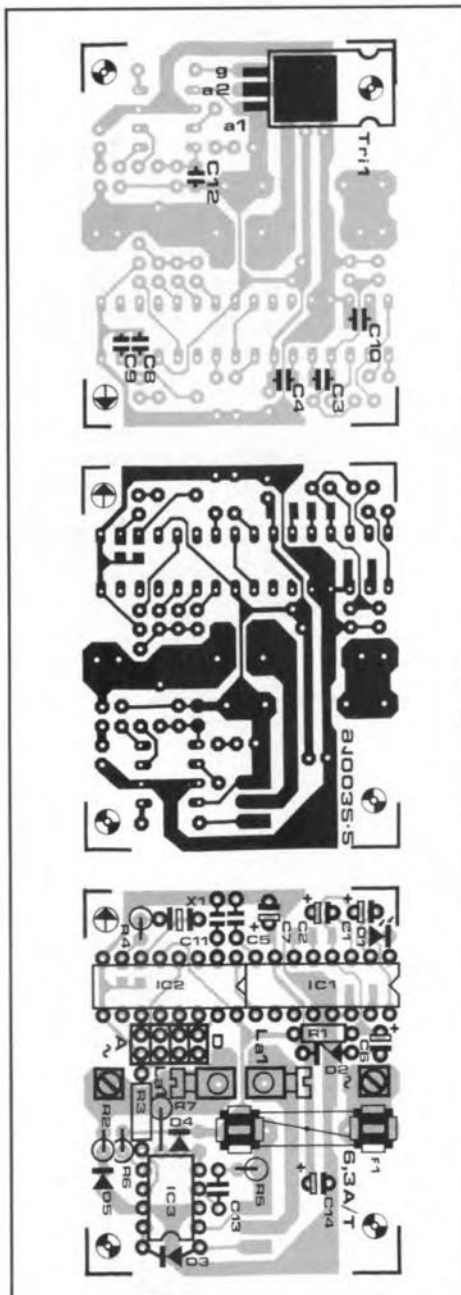 g
a2
a1
Tri1
C12
C10
C9
C8
C4
C3
ajo035-5
X1
R4
C11
C5
C7
C2
C1
D1
IC2
IC1
A
D
La1
R1
D2
C6
~
~
R3
La1
R7
D4
R2
R6
D5
F1
6,3A/T
IC3
R5
C13
C14
D3